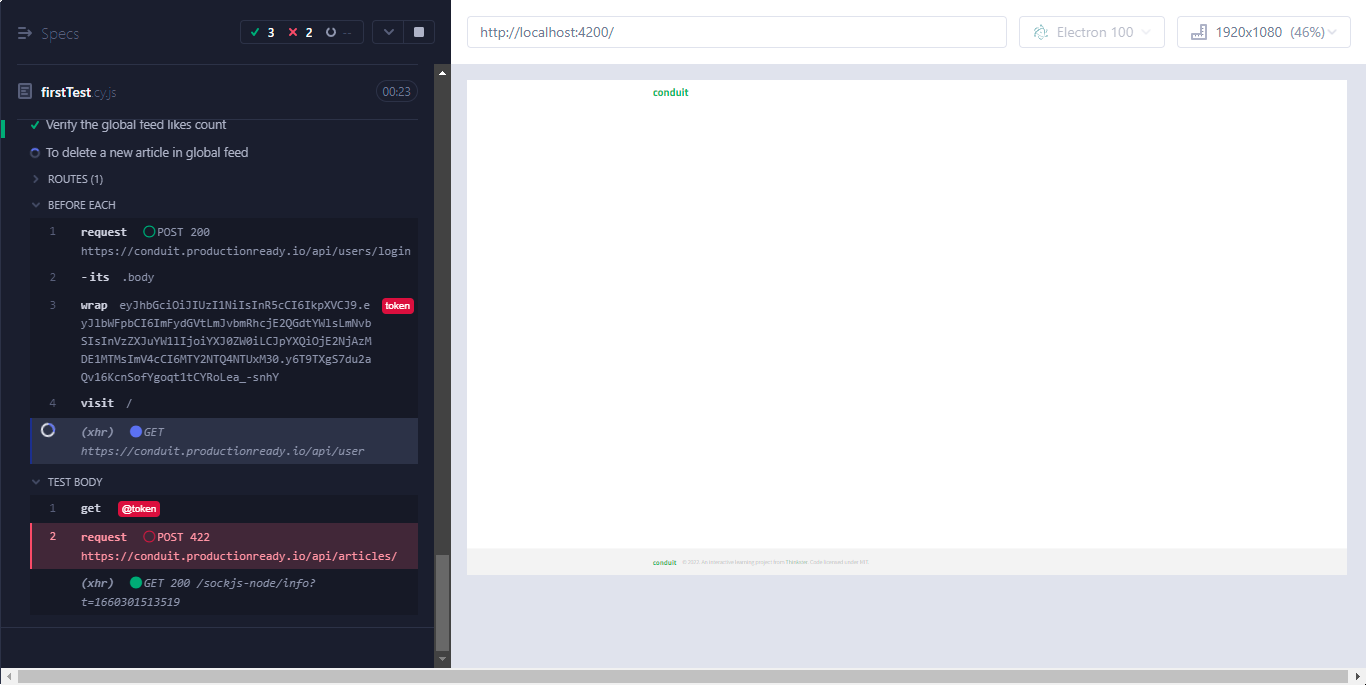 Specs
3 2 --
http://localhost:4200/
Electron 100
1920x1080 (46%)
firstTest.cy.js
00:23
conduit
Verify the global feed likes count
To delete a new article in global feed
ROUTES (1)
BEFORE EACH
1 request POST 200
https://conduit.productionready.io/api/users/login
2 -its .body
3 wrap eyJhbGciOiJIUzI1NiIsInR5cCI6IkpXVCJ9.e token
yJlbWFpbCI6ImFydGVtLmJvbmRhcjE2QGdtYWlsLmNvb
SIsInVzZXJuYW1lIjoiYXJ0ZW0iLCJpYXQiOjE2NjAzM
DE1MTMsImV4cCI6MTY2NTQ4NTUxM30.y6T9TXgS7du2a
Qv16KcnSofYgoqt1tCYRoLea_-snhY
4 visit /
(xhr) GET
https://conduit.productionready.io/api/user
TEST BODY
1 get @token
2 request POST 422
https://conduit.productionready.io/api/articles/
(xhr) GET 200 /sockjs-node/info?
t=1660301513519
conduit © 2022. An interactive learning project from Thinkster. Code licensed under MIT.